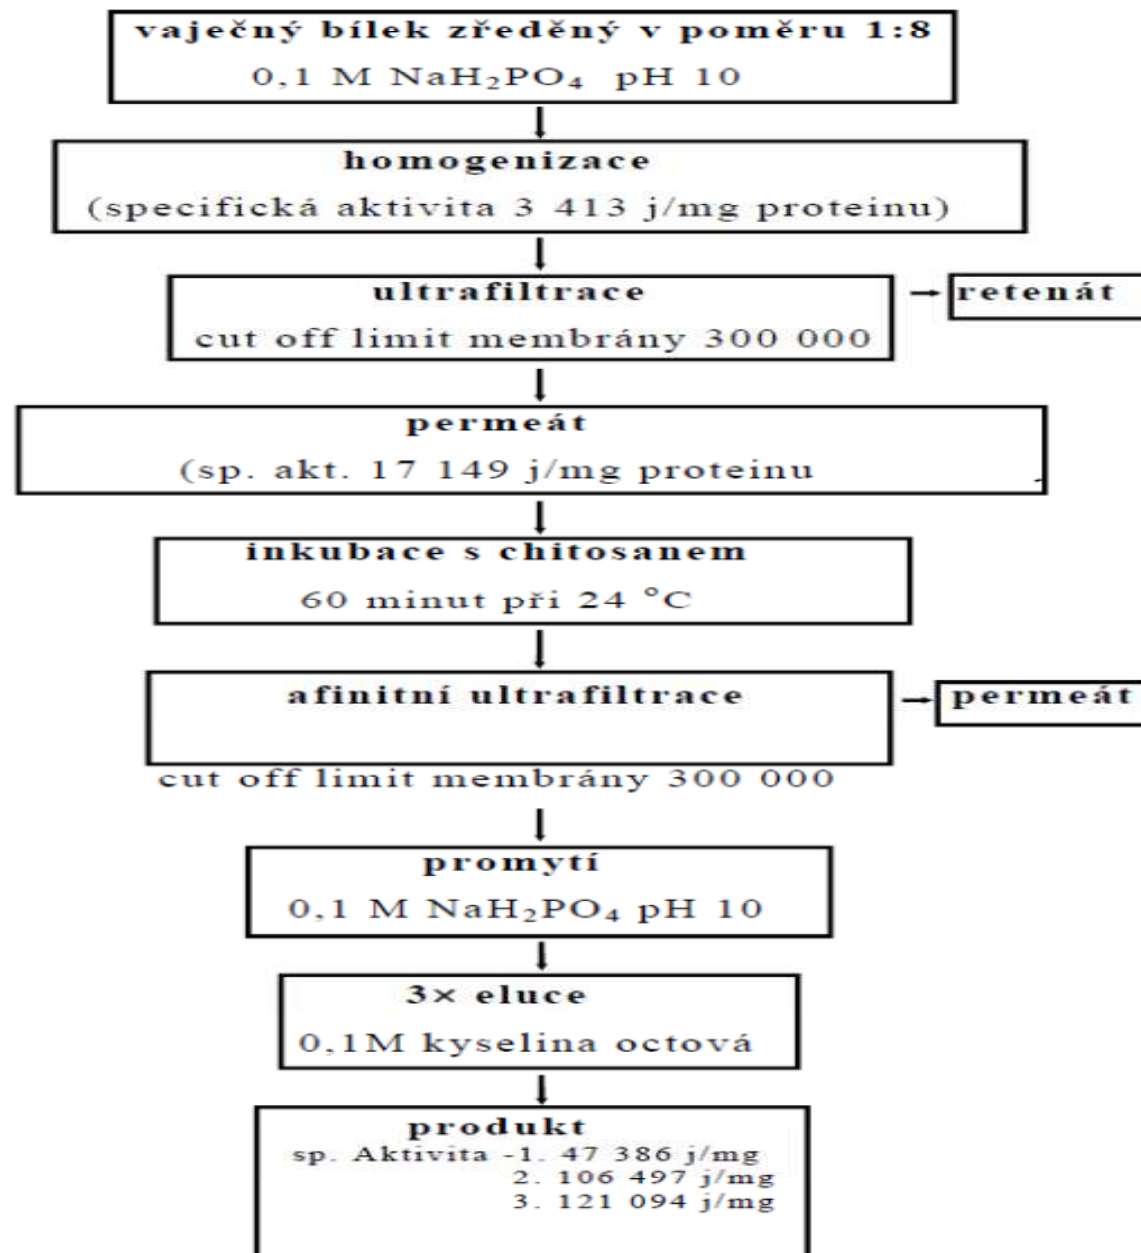 vaječný bílek zředěný v poměru 1:8
0,1 M NaH₂PO₄ pH 10
homogenizace
(specifická aktivita 3 413 j/mg proteinu)
ultrafiltrace
retenát
cut off limit membrány 300 000
permeát
(sp. akt. 17 149 j/mg proteinu
inkubace s chitosanem
60 minut při 24 °C
afinitní ultrafiltrace
permeát
cut off limit membrány 300 000
promytí
0,1 M NaH₂PO₄ pH 10
3× eluce
0,1M kyselina octová
produkt
sp. Aktivita -1. 47 386 j/mg
2. 106 497 j/mg
3. 121 094 j/mg